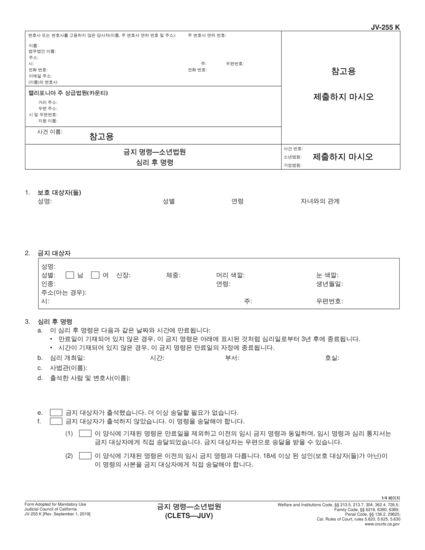 JV-255 K
변호사 또는 변호사를 고용하지 않은 당사자(이름, 주 변호사 면허 번호 및 주소): 주 변호사 면허 번호:
이름:
법무법인 이름:
주소:
시: 주: 우편번호:
전화 번호: 전화 번호:
이메일 주소:
(이름)의 변호사:
참고용
제출하지 마시오
캘리포니아 주 상급법원(카운티)
거리 주소:
우편 주소:
시 및 우편번호:
지원 이름:
사건 이름:
참고용
금지 명령—소년법원
심리 후 명령
사건 번호:
소년법원:
가정법원:
제출하지 마시오
1. 보호 대상자(들)
성명: 성별 연령 자녀와의 관계
2. 금지 대상자
성명:
성별: 남 여 신장: 체중: 머리 색깔: 눈 색깔:
인종: 연령: 생년월일:
주소(아는 경우):
시: 주: 우편번호:
3. 심리 후 명령
a. 이 심리 후 명령은 다음과 같은 날짜와 시간에 만료됩니다:
• 만료일이 기재되어 있지 않은 경우, 이 금지 명령은 아래에 표시된 것처럼 심리일로부터 3년 후에 종료됩니다.
• 시간이 기재되어 있지 않은 경우, 이 금지 명령은 만료일의 자정에 종료됩니다.
b. 심리 개최일: 시간: 부서: 호실:
c. 사법관(이름):
d. 출석한 사람 및 변호사(이름):
e. 금지 대상자가 출석했습니다. 더 이상 송달할 필요가 없습니다.
f. 금지 대상자가 출석하지 않았습니다. 이 명령을 송달해야 합니다.
(1) 이 양식에 기재된 명령은 만료일을 제외하고 이전의 임시 금지 명령과 동일하며, 임시 명령과 심리 통지서는
금지 대상자에게 직접 송달되었습니다. 금지 대상자는 우편으로 송달을 받을 수 있습니다.
(2) 이 양식에 기재된 명령은 이전의 임시 금지 명령과 다릅니다. 18세 이상 된 성인(보호 대상자(들)가 아닌)이
이 명령의 사본을 금지 대상자에게 직접 송달해야 합니다.
1/4 페이지
Form Adopted for Mandatory Use
Judicial Council of California
JV-255 K [Rev. September 1, 2019]
금지 명령—소년법원
(CLETS—JUV)
Welfare and Institutions Code, §§ 213.5, 213.7, 304, 362.4, 726.5;
Family Code, §§ 6218, 6380, 6389;
Penal Code, §§ 136.2, 29825;
Cal. Rules of Court, rules 5.620, 5.625, 5.630
www.courts.ca.gov